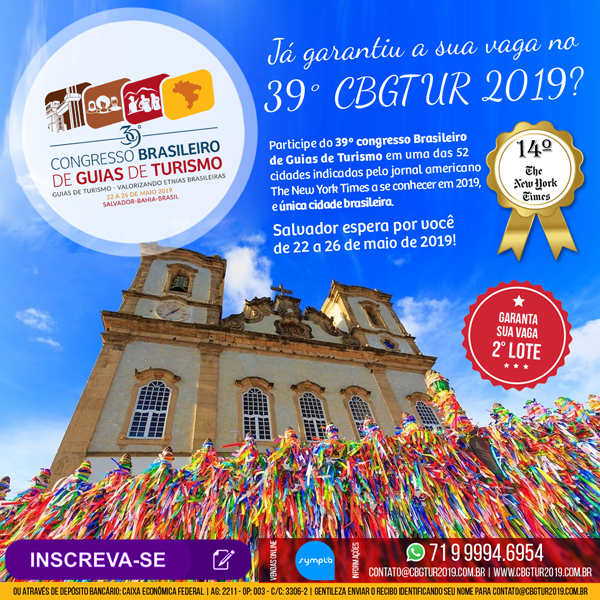 Já garantiu a sua vaga no
39º CBGTUR 2019?
39º
CONGRESSO BRASILEIRO
DE GUIAS DE TURISMO
GUIAS DE TURISMO - VALORIZANDO ETNIAS BRASILEIRAS
22 A 26 DE MAIO 2019
SALVADOR-BAHIA-BRASIL
Participe do 39º congresso Brasileiro
de Guias de Turismo em uma das 52
cidades indicadas pelo jornal americano
The New York Times a se conhecer em 2019,
e única cidade brasileira.
Salvador espera por você
de 22 a 26 de maio de 2019!
14º
The
New York
Times
GARANTA
SUA VAGA
2º LOTE
INSCREVA-SE
VENDAS ONLINE
sympla
INFORMAÇÕES
71 9 9994.6954
CONTATO@CBGTUR2019.COM.BR | WWW.CBGTUR2019.COM.BR
OU ATRAVÉS DE DEPÓSITO BANCÁRIO: CAIXA ECONÔMICA FEDERAL | AG: 2211 - OP: 003 - C/C: 3306-2 | GENTILEZA ENVIAR O RECIBO IDENTIFICANDO SEU NOME PARA CONTATO@CBGTUR2019.COM.BR